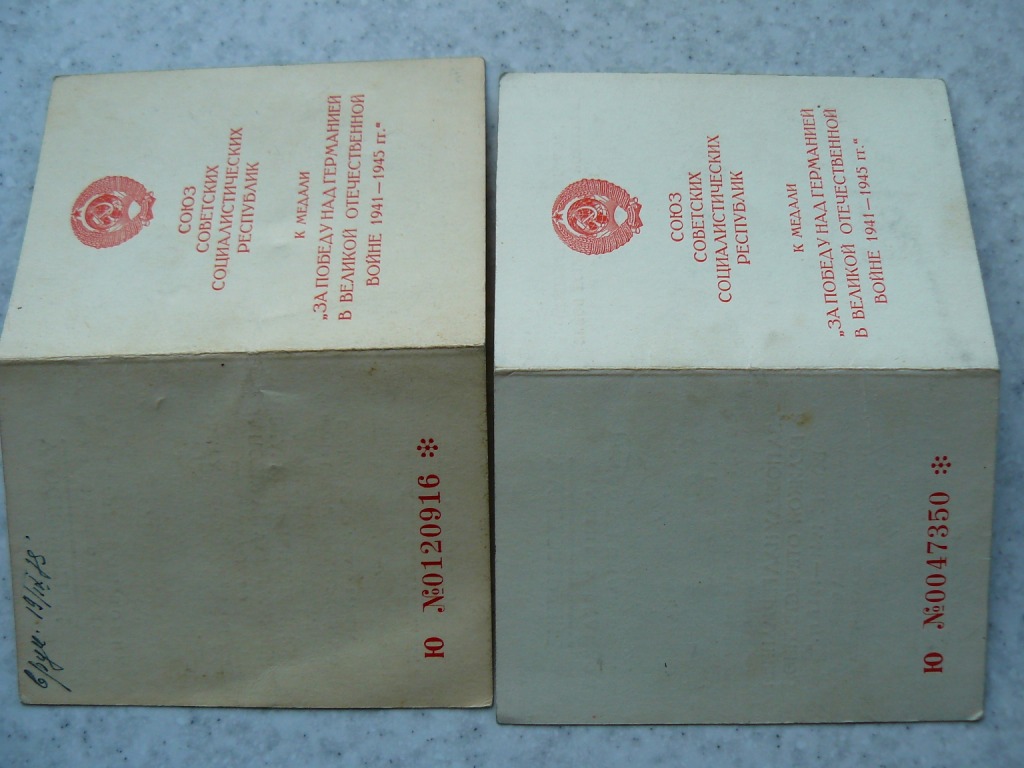 СОЮЗ
СОВЕТСКИХ
СОЦИАЛИСТИЧЕСКИХ
РЕСПУБЛИК
К МЕДАЛИ
„ЗА ПОБЕДУ НАД ГЕРМАНИЕЙ
В ВЕЛИКОЙ ОТЕЧЕСТВЕННОЙ
ВОЙНЕ 1941—1945 гг.“
Ю №0120916
СОЮЗ
СОВЕТСКИХ
СОЦИАЛИСТИЧЕСКИХ
РЕСПУБЛИК
К МЕДАЛИ
„ЗА ПОБЕДУ НАД ГЕРМАНИЕЙ
В ВЕЛИКОЙ ОТЕЧЕСТВЕННОЙ
ВОЙНЕ 1941—1945 гг.“
Ю №0047350